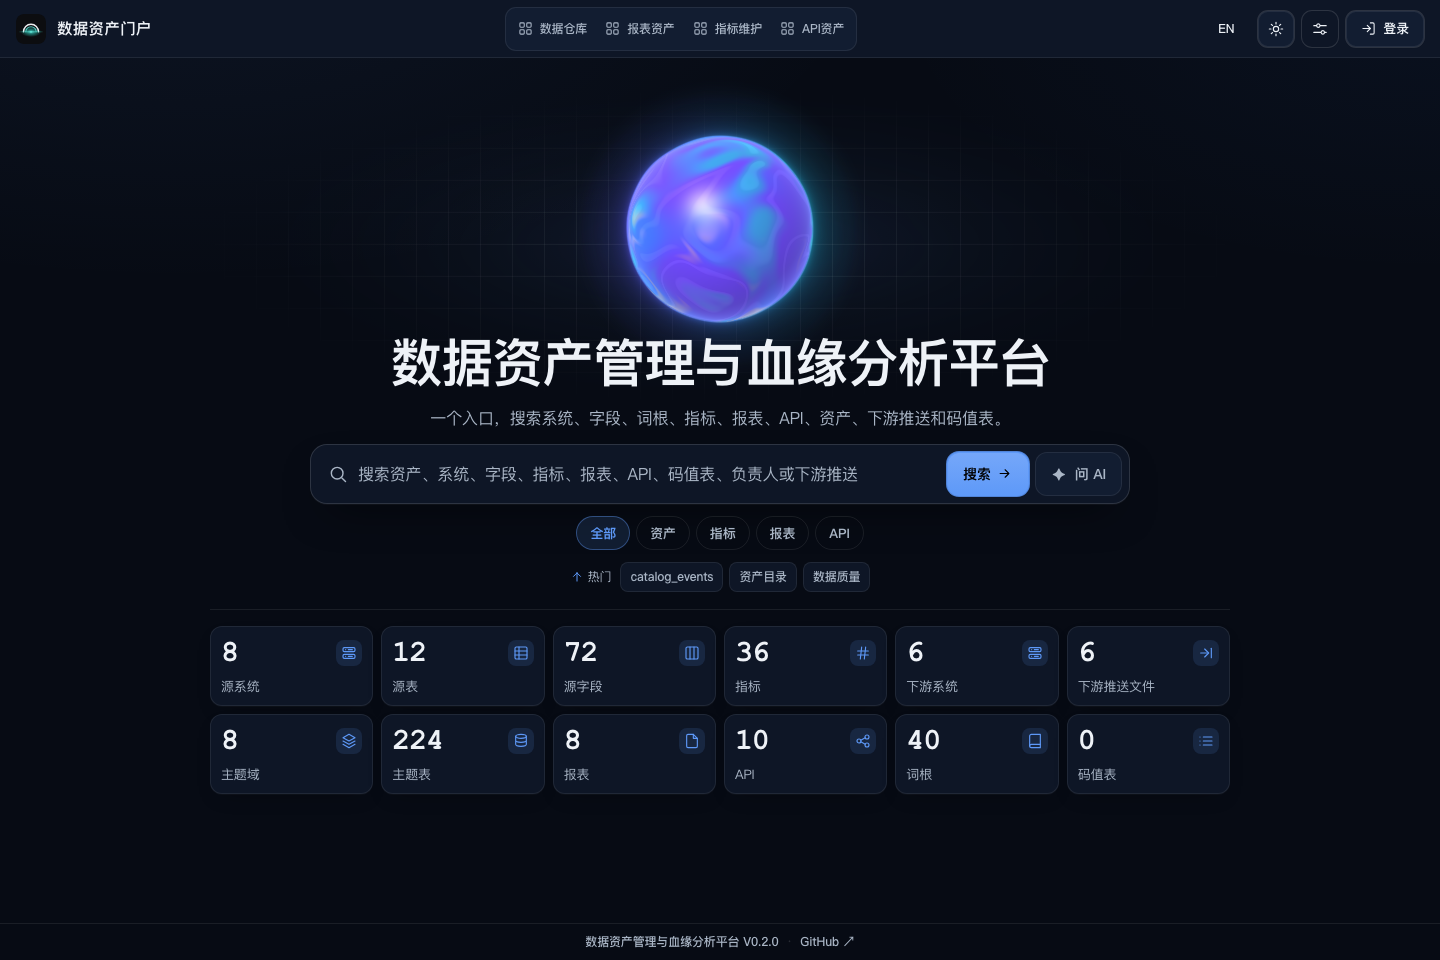 数据资产门户
数据仓库 报表资产 指标维护 API资产
EN 登录
数据资产管理与血缘分析平台
一个入口，搜索系统、字段、词根、指标、报表、API、资产、下游推送和码值表。
搜索资产、系统、字段、指标、报表、API、码值表、负责人或下游推送 搜索 → 问 AI
全部 资产 指标 报表 API
↑ 热门 catalog_events 资产目录 数据质量
8 12 72 36 6 6
源系统 源表 源字段 指标 下游系统 下游推送文件
8 224 8 10 40 0
主题域 主题表 报表 API 词根 码值表
数据资产管理与血缘分析平台 V0.2.0 · GitHub ↗